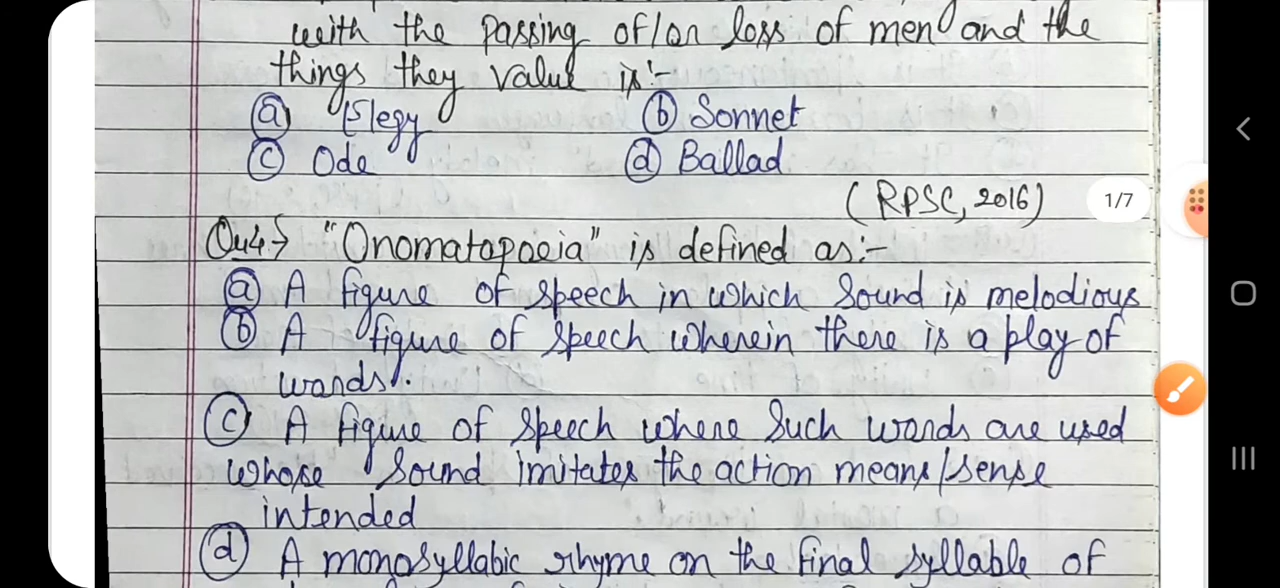 with the passing of/or loss of men and the
things they value is:-
(a) Elegy (b) Sonnet
(c) Ode (d) Ballad
(RPSC, 2016)
1/7
Qu4.> "Onomatopoeia" is defined as:-
(a) A figure of speech in which Sound is melodious
(b) A figure of speech wherein there is a play of
words.
(c) A figure of speech where Such words are used
whose Sound imitates the action means/sense
intended
(d) A monosyllabic rhyme on the final syllable of